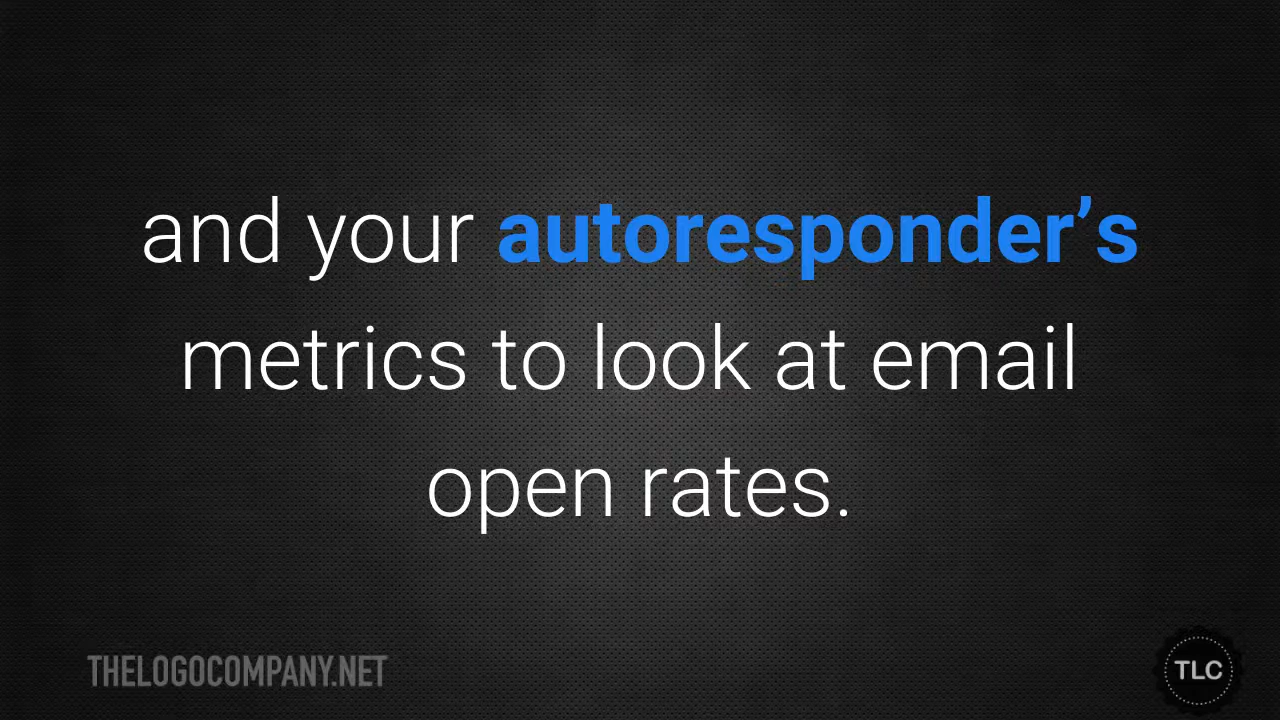 and your autoresponder’s
metrics to look at email
open rates.
THELOGOCOMPANY.NET
TLC